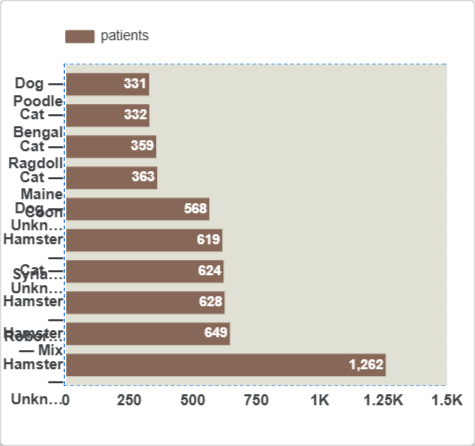 patients
Dog —
Poodle
331
Cat —
Bengal
332
Cat —
Ragdoll
359
Cat —
Maine
Coon
363
Dog —
Unkn…
568
Hamster
—
Syria…
619
Cat —
Unkn…
624
Hamster
—
Robor…
628
Hamster
— Mix
649
Hamster
—
Unkn…
1,262
0 250 500 750 1K 1.25K 1.5K